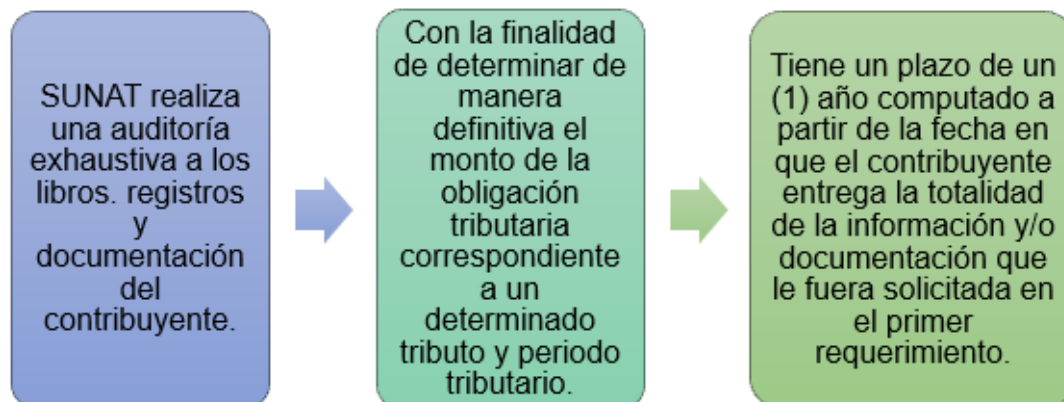 SUNAT realiza
una auditoría
exhaustiva a los
libros. registros
y
documentación
del
contribuyente.
Con la finalidad
de determinar de
manera
definitiva el
monto de la
obligación
tributaria
correspondiente
a un
determinado
tributo y periodo
tributario.
Tiene un plazo de un
(1) año computado a
partir de la fecha en
que el contribuyente
entrega la totalidad
de la información y/o
documentación que
le fuera solicitada en
el primer
requerimiento.